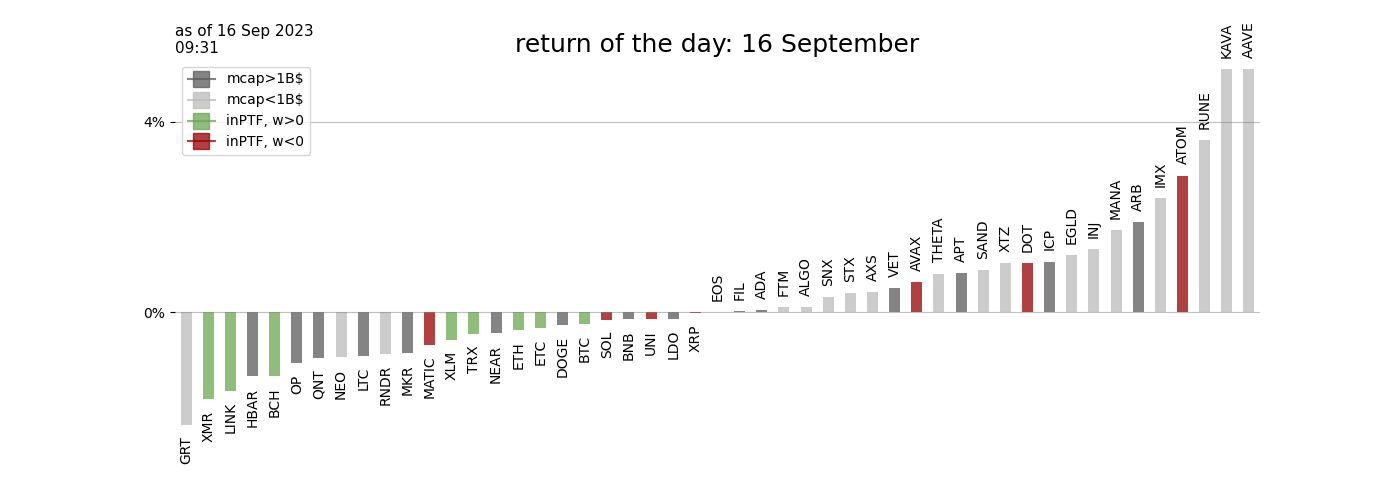 as of 16 Sep 2023
09:31
return of the day: 16 September
mcap>1B$
mcap<1B$
inPTF, w>0
inPTF, w<0
4%
0%
GRT
XMR
LINK
HBAR
BCH
OP
QNT
NEO
LTC
RNDR
MKR
MATIC
XLM
TRX
NEAR
ETH
ETC
DOGE
BTC
SOL
BNB
UNI
LDO
XRP
EOS
FIL
ADA
FTM
ALGO
SNX
STX
AXS
VET
AVAX
THETA
APT
SAND
XTZ
DOT
ICP
EGLD
INJ
MANA
ARB
IMX
ATOM
RUNE
KAVA
AAVE